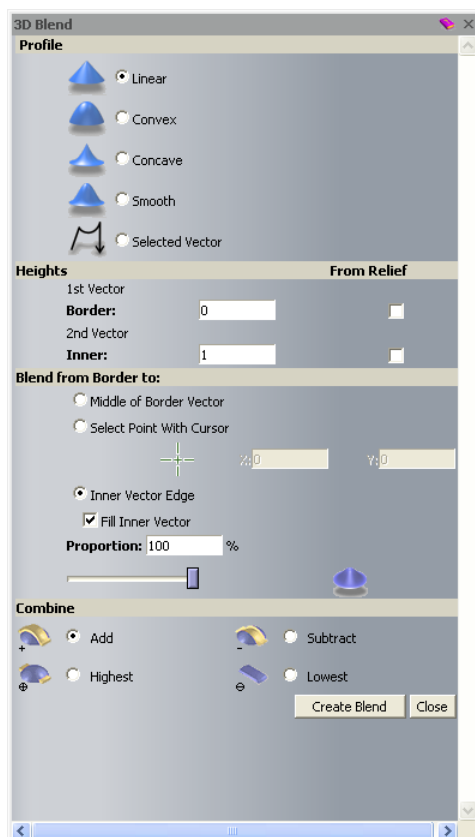 3D Blend
Profile
Linear
Convex
Concave
Smooth
Selected Vector
Heights From Relief
1st Vector
Border: 0
2nd Vector
Inner: 1
Blend from Border to:
Middle of Border Vector
Select Point With Cursor
X: 0 Y: 0
Inner Vector Edge
Fill Inner Vector
Proportion: 100 %
Combine
Add Subtract
Highest Lowest
Create Blend Close